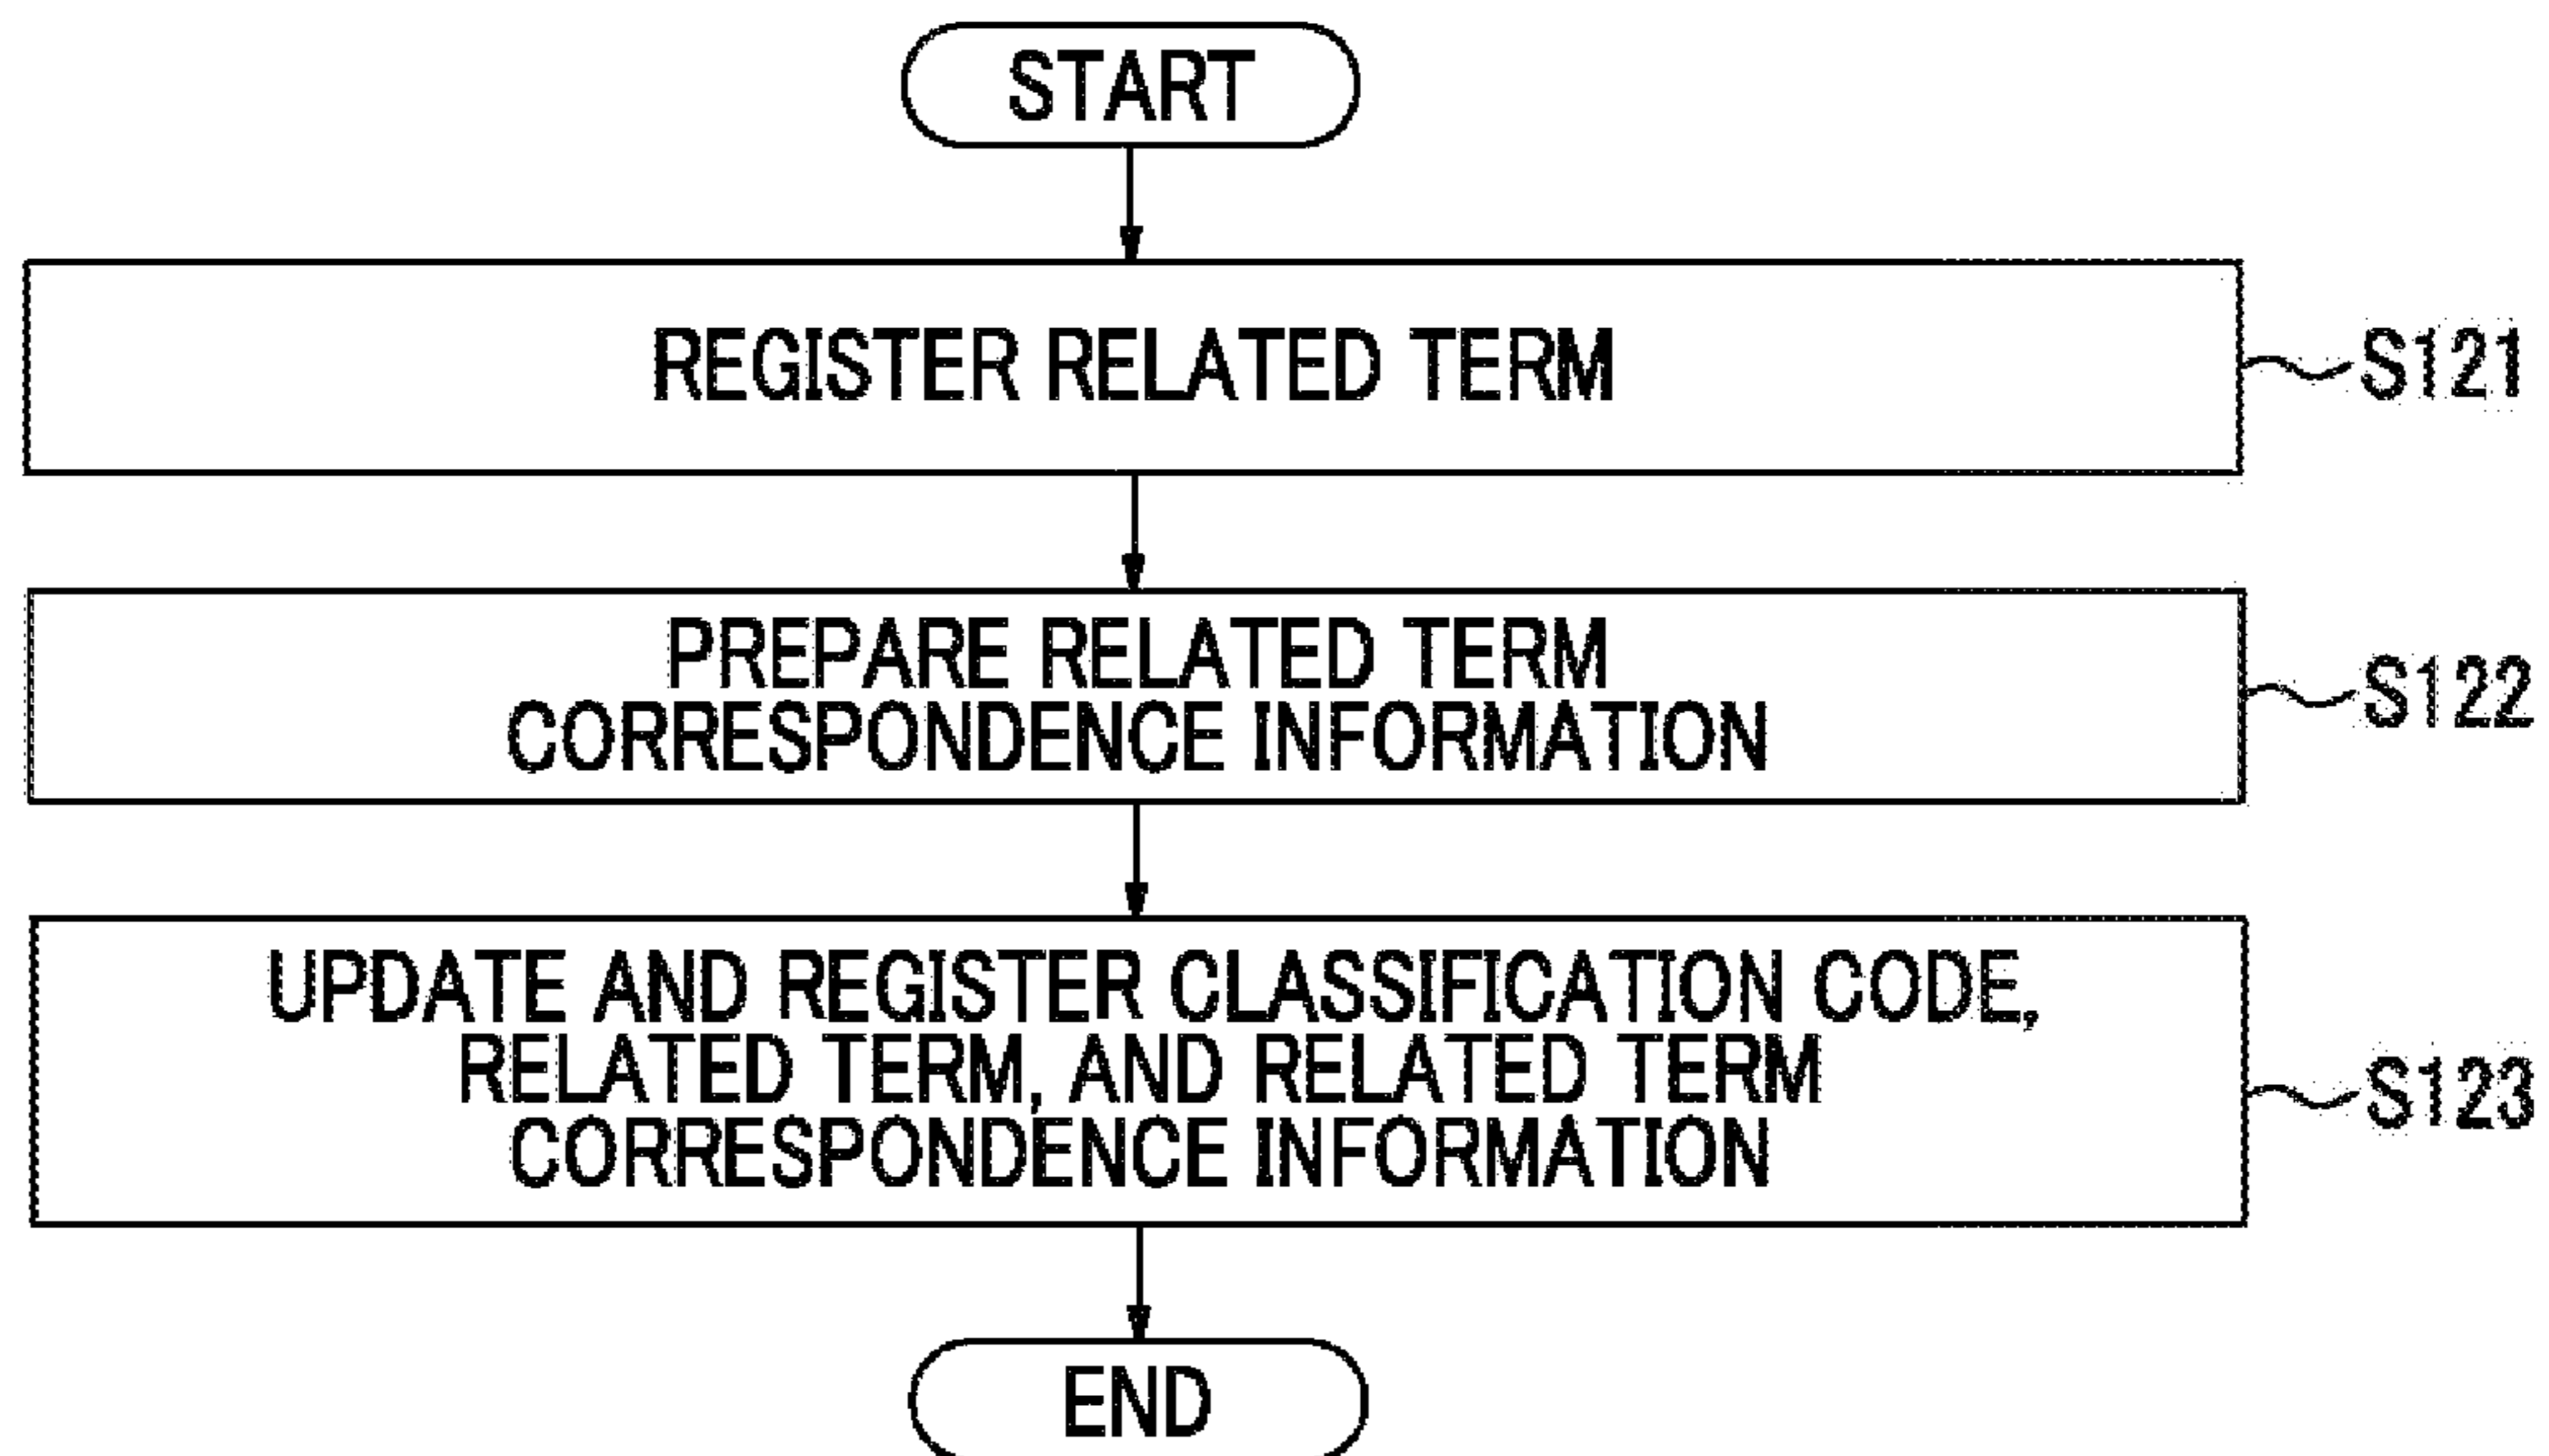 START
REGISTER RELATED TERM
S121
PREPARE RELATED TERM
CORRESPONDENCE INFORMATION
S122
UPDATE AND REGISTER CLASSIFICATION CODE,
RELATED TERM, AND RELATED TERM
CORRESPONDENCE INFORMATION
S123
END